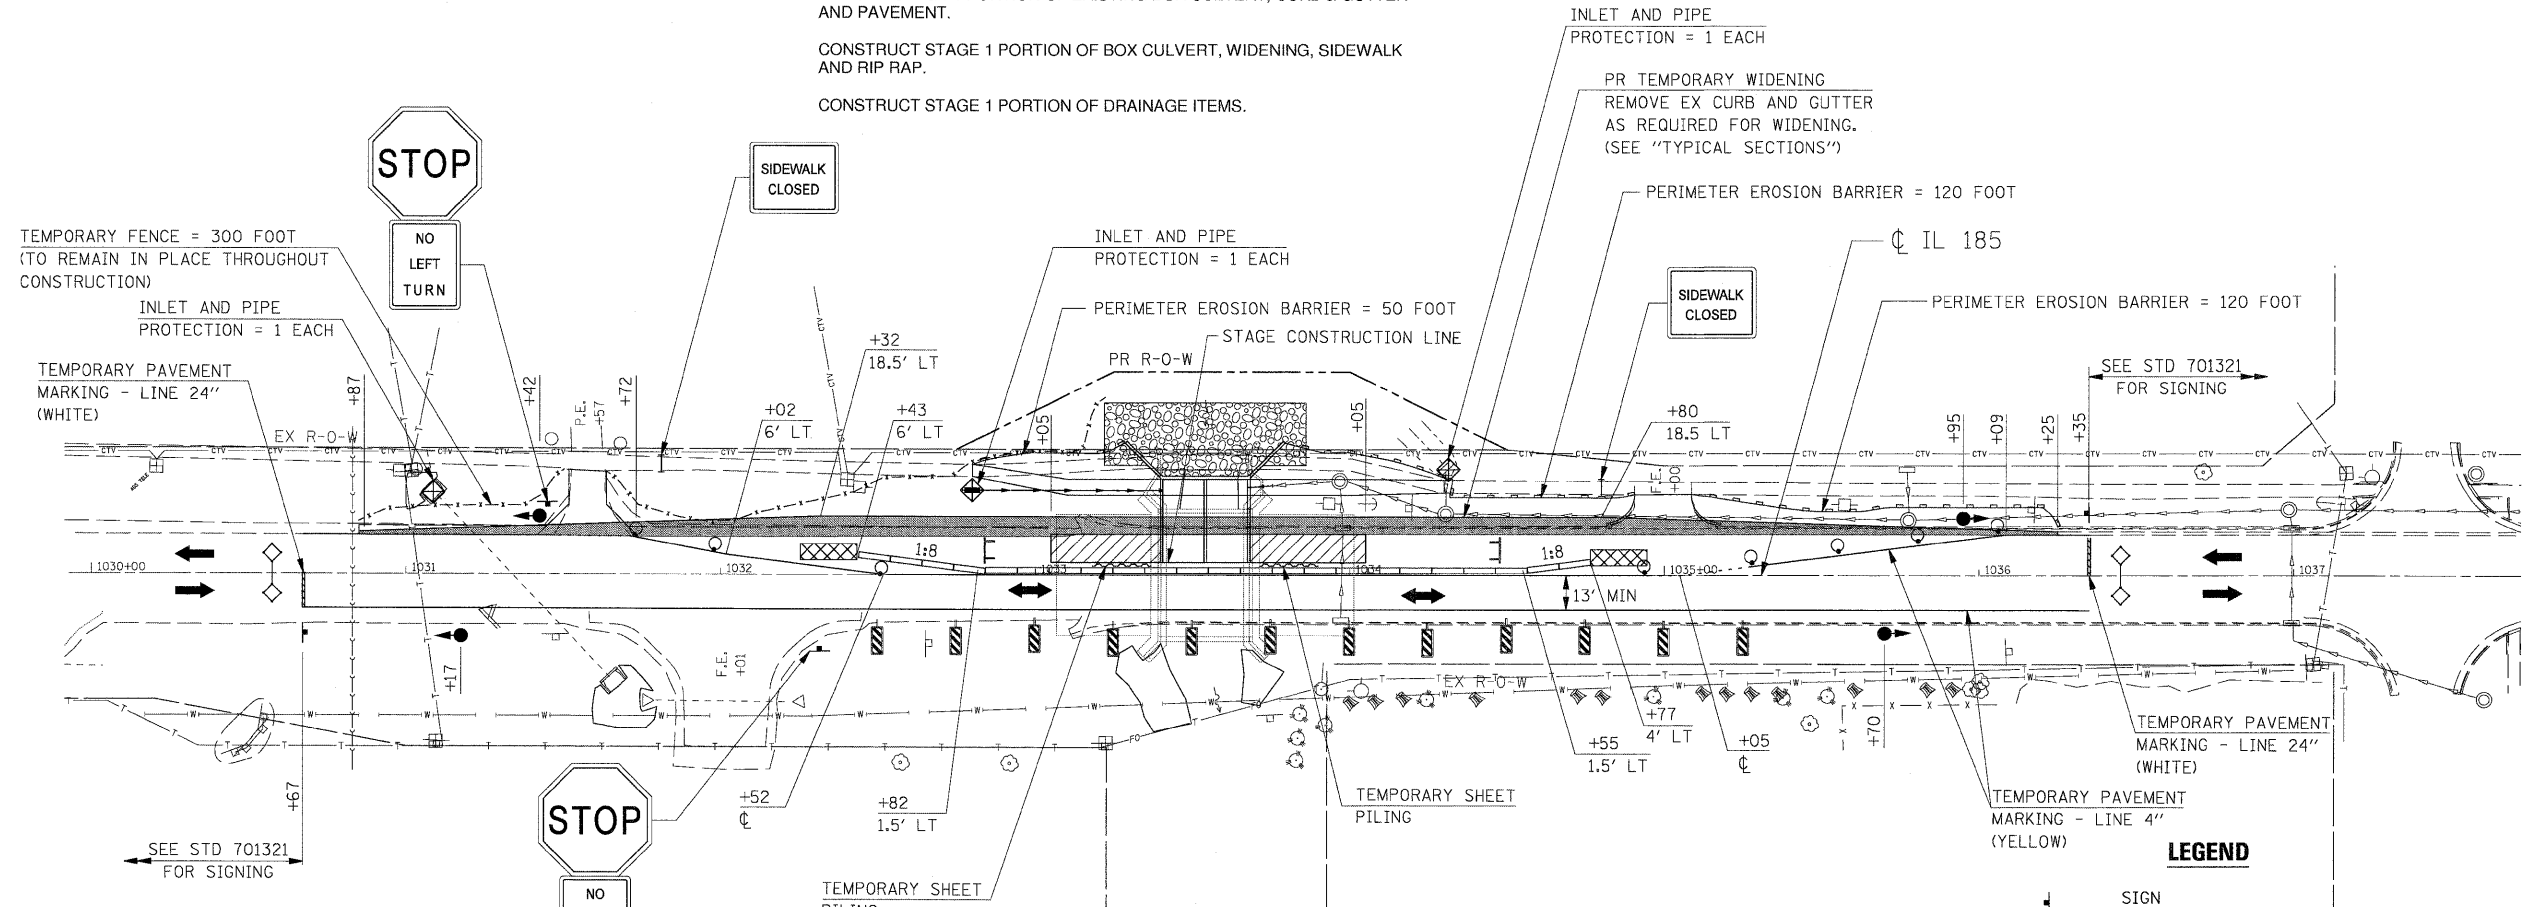 AND PAVEMENT.
CONSTRUCT STAGE 1 PORTION OF BOX CULVERT, WIDENING, SIDEWALK
AND RIP RAP.
CONSTRUCT STAGE 1 PORTION OF DRAINAGE ITEMS.
INLET AND PIPE
PROTECTION = 1 EACH
PR TEMPORARY WIDENING
REMOVE EX CURB AND GUTTER
AS REQUIRED FOR WIDENING.
(SEE "TYPICAL SECTIONS")
STOP
NO
LEFT
TURN
SIDEWALK
CLOSED
PERIMETER EROSION BARRIER = 120 FOOT
℄ IL 185
TEMPORARY FENCE = 300 FOOT
(TO REMAIN IN PLACE THROUGHOUT
CONSTRUCTION)
INLET AND PIPE
PROTECTION = 1 EACH
INLET AND PIPE
PROTECTION = 1 EACH
PERIMETER EROSION BARRIER = 50 FOOT
STAGE CONSTRUCTION LINE
SIDEWALK
CLOSED
PERIMETER EROSION BARRIER = 120 FOOT
TEMPORARY PAVEMENT
MARKING - LINE 24"
(WHITE)
PR R-O-W
SEE STD 701321
FOR SIGNING
+87
+42
P.E.
+57
+72
+02
6' LT
+32
18.5' LT
+43
6' LT
+05
+05
+80
18.5 LT
F.E.
+00
+95
+09
+25
+35
EX R-O-W
CTV
1:8
1:8
1030+00
1031
1032
1033
1034
1035+00
1036
1037
13' MIN
F.E.
+01
+17
+67
EX R-O-W
+52
℄
+82
1.5' LT
+55
1.5' LT
+77
4' LT
+05
℄
+70
FO
TEMPORARY PAVEMENT
MARKING - LINE 24"
(WHITE)
TEMPORARY SHEET
PILING
TEMPORARY PAVEMENT
MARKING - LINE 4"
(YELLOW)
STOP
NO
SEE STD 701321
FOR SIGNING
TEMPORARY SHEET
LEGEND
SIGN